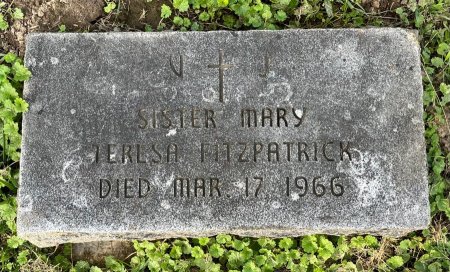 V † J
SISTER MARY
TERESA FITZPATRICK
DIED MAR. 17, 1966